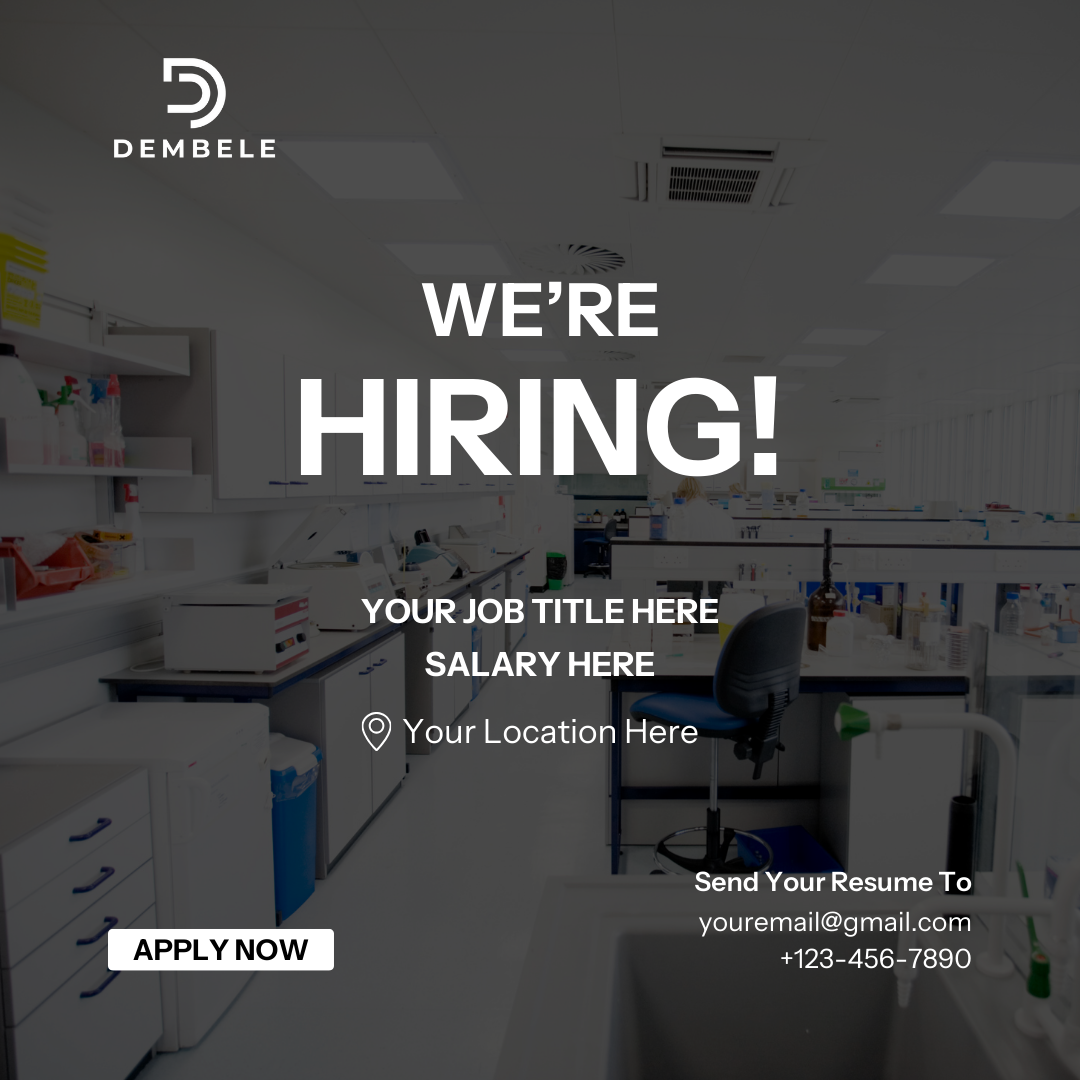 DEMBELE
WE’RE
HIRING!
YOUR JOB TITLE HERE
SALARY HERE
Your Location Here
Send Your Resume To
youremail@gmail.com
+123-456-7890
APPLY NOW